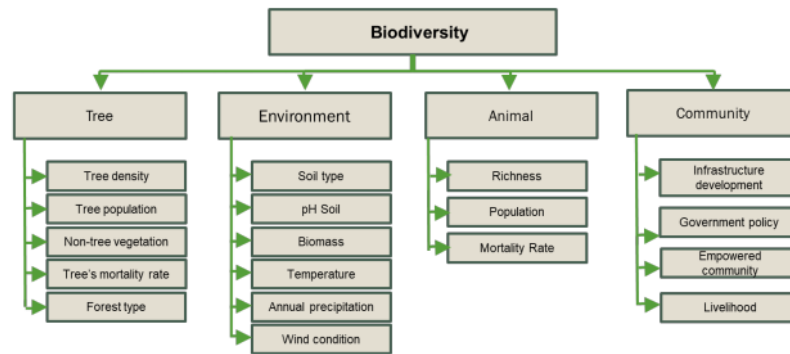 Biodiversity
Tree
Tree density
Tree population
Non-tree vegetation
Tree's mortality rate
Forest type
Environment
Soil type
pH Soil
Biomass
Temperature
Annual precipitation
Wind condition
Animal
Richness
Population
Mortality Rate
Community
Infrastructure
development
Government policy
Empowered
community
Livelihood